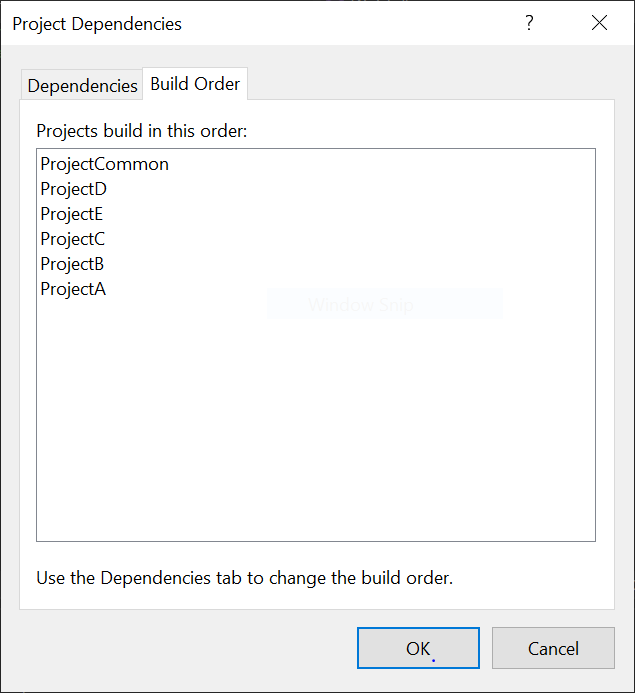 Project Dependencies ?
Dependencies Build Order
Projects build in this order:
ProjectCommon
ProjectD
ProjectE
ProjectC
ProjectB
ProjectA
Window Snip
Use the Dependencies tab to change the build order.
OK Cancel